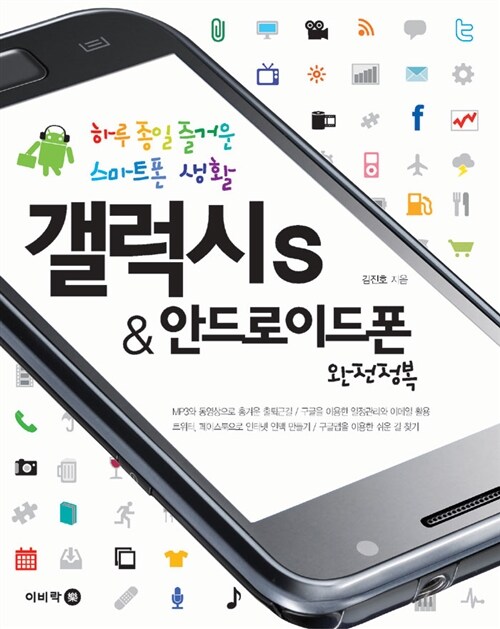 하루 종일 즐거운
스마트폰 생활
갤럭시s
김진호 지음
& 안드로이드폰
완전정복
MP3와 동영상으로 흥겨운 출퇴근길 / 구글을 이용한 일정관리와 이메일 활용
트위터, 페이스북으로 인터넷 인맥 만들기 / 구글맵을 이용한 쉬운 길 찾기
이비락 樂